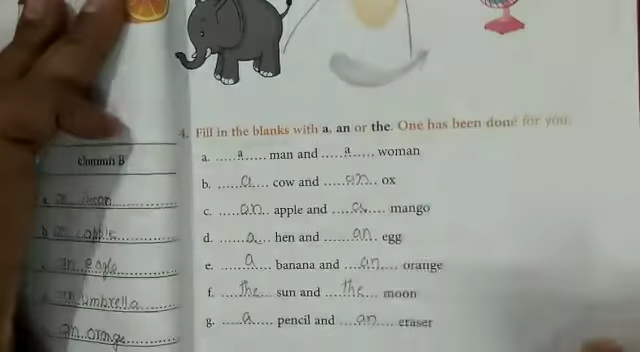 4. Fill in the blanks with a, an or the. One has been done for you.
a. .....a...... man and .....a...... woman
b. .....a.... cow and .....an.. ox
c. .....an.. apple and ....a..... mango
d. ......a... hen and ......an. egg
e. ......a.... banana and ....an.... orange
f. .....the... sun and ....the.... moon
g. .....a..... pencil and ....an..... eraser
Column B
a.
b. an apple
an eagle
umbrella
an orange